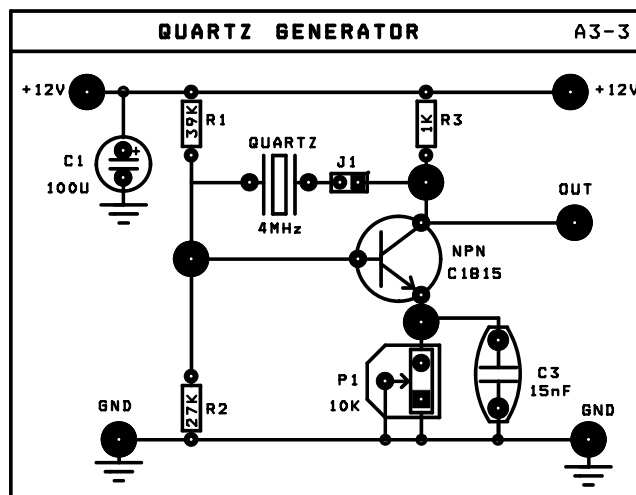 QUARTZ GENERATOR A3-3
+12V +12V
39K R1
1K R3
QUARTZ
J1
C1 +
100U
4MHz
OUT
NPN
C1815
P1
10K
C3
15nF
27K R2
GND GND